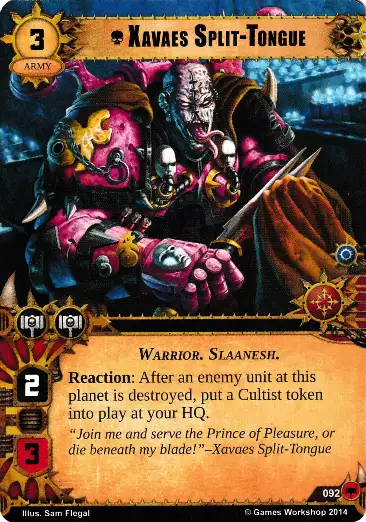 3
ARMY
Xavaes Split-Tongue
Warrior. Slaanesh.
2
3
Reaction: After an enemy unit at this
planet is destroyed, put a Cultist token
into play at your HQ.
“Join me and serve the Prince of Pleasure, or
die beneath my blade!”–Xavaes Split-Tongue
092
Illus. Sam Flegal
© Games Workshop 2014